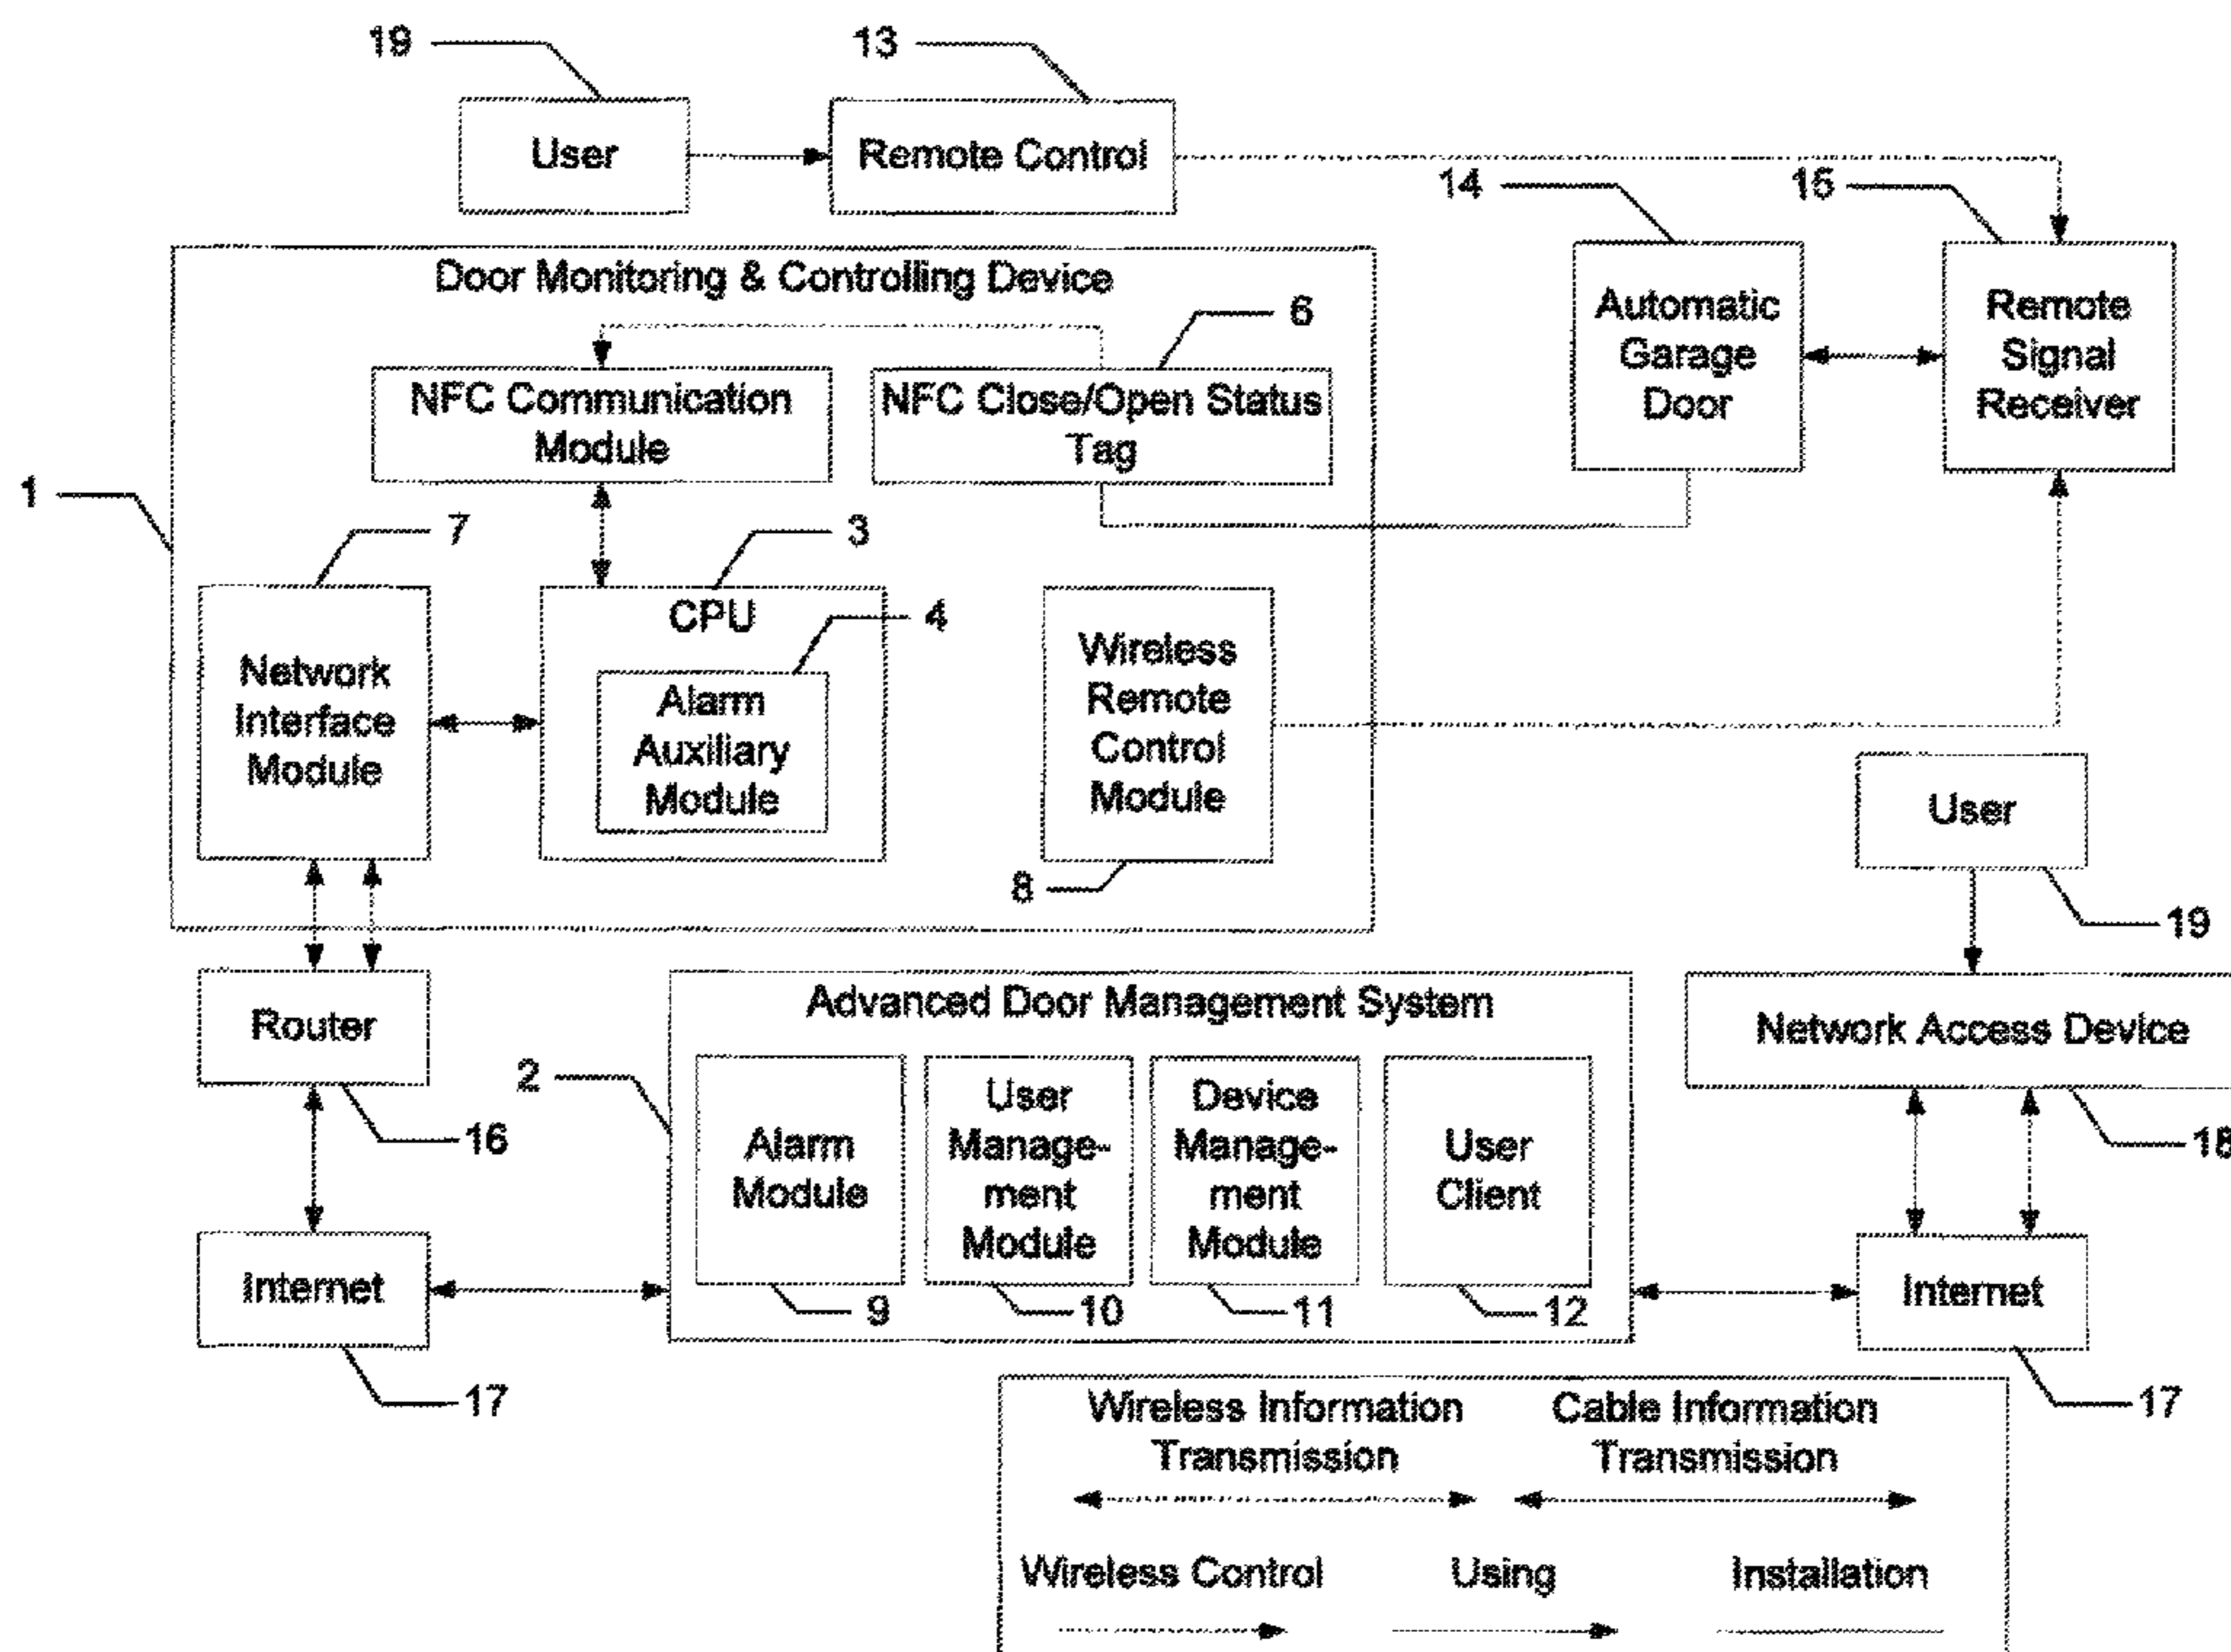 19
13
User
Remote Control
14
15
Door Monitoring & Controlling Device
6
Automatic
Garage
Door
Remote
Signal
Receiver
NFC Communication
Module
NFC Close/Open Status
Tag
1
7
3
CPU
4
Network
Interface
Module
Alarm
Auxiliary
Module
Wireless
Remote
Control
Module
8
User
19
Router
16
Advanced Door Management System
2
Alarm
Module
User
Manage-
ment
Module
Device
Manage-
ment
Module
User
Client
9
10
11
12
Network Access Device
18
Internet
17
Internet
17
Wireless Information
Transmission
Cable Information
Transmission
Wireless Control
Using
Installation